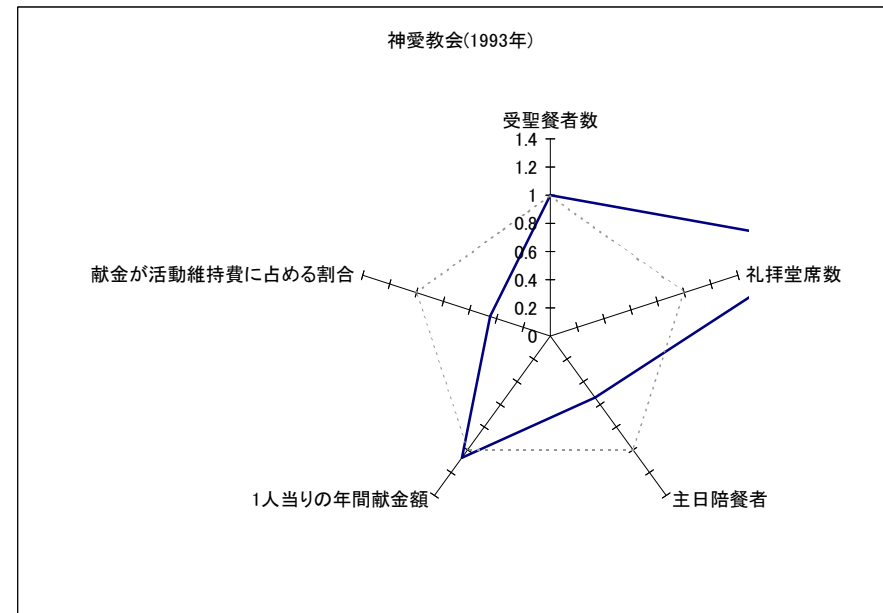 神愛教会(1993年)
受聖餐者数
1.4
1.2
1
0.8
0.6
0.4
0.2
0
礼拝堂席数
主日陪餐者
1人当りの年間献金額
献金が活動維持費に占める割合